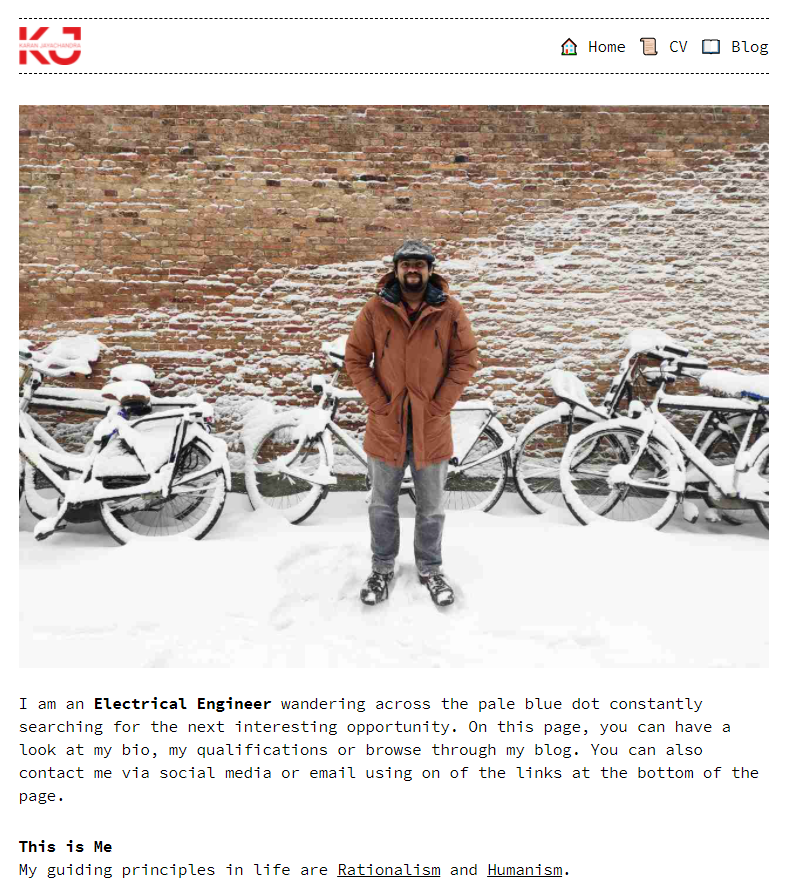 KJ
KARAN JAYACHANDRA
Home CV Blog
I am an Electrical Engineer wandering across the pale blue dot constantly
searching for the next interesting opportunity. On this page, you can have a
look at my bio, my qualifications or browse through my blog. You can also
contact me via social media or email using on of the links at the bottom of the
page.
This is Me
My guiding principles in life are Rationalism and Humanism.